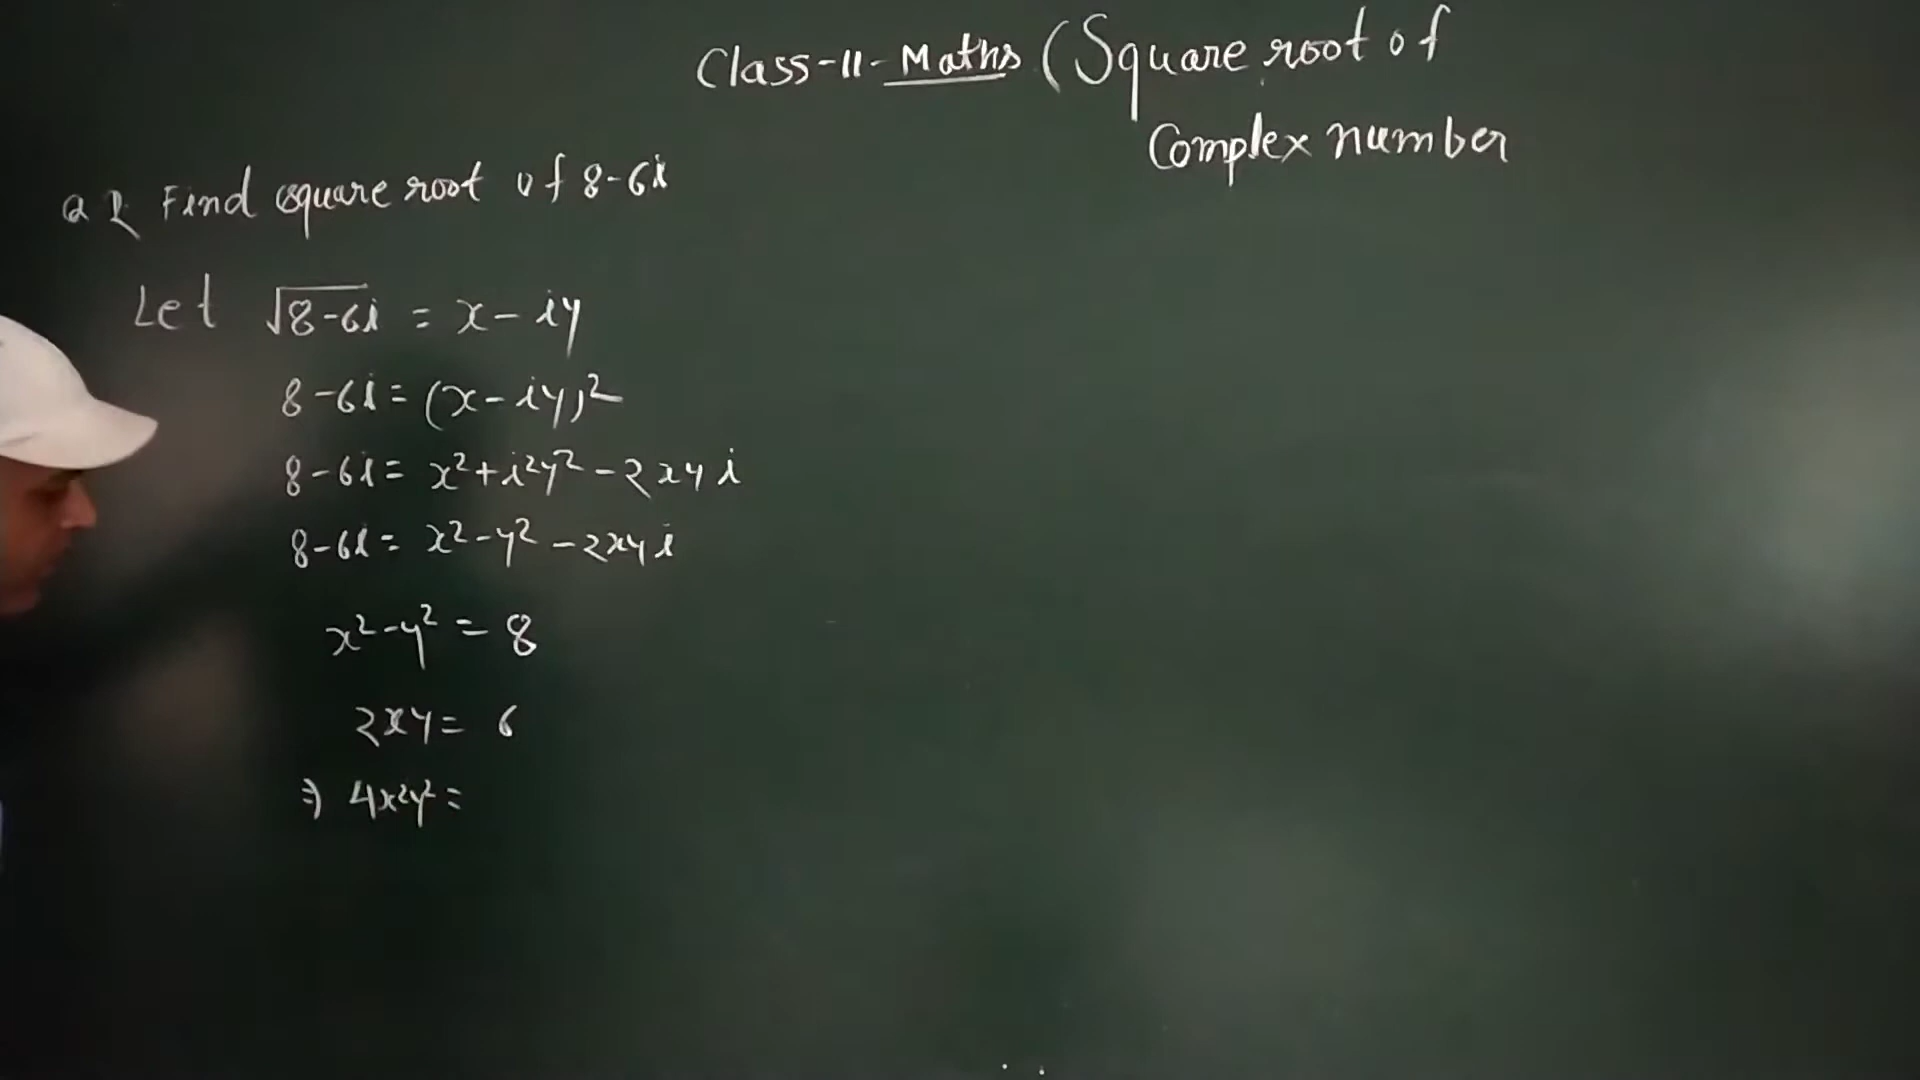 Class-11-Maths (Square root of
Complex number
Q 2 Find square root of 8-6i
Let √8-6i = x-iy
8-6i = (x-iy)²
8-6i = x²+i²y²-2xyi
8-6i = x²-y²-2xyi
x²-y² = 8
2xy = 6
⇒ 4x²y² =